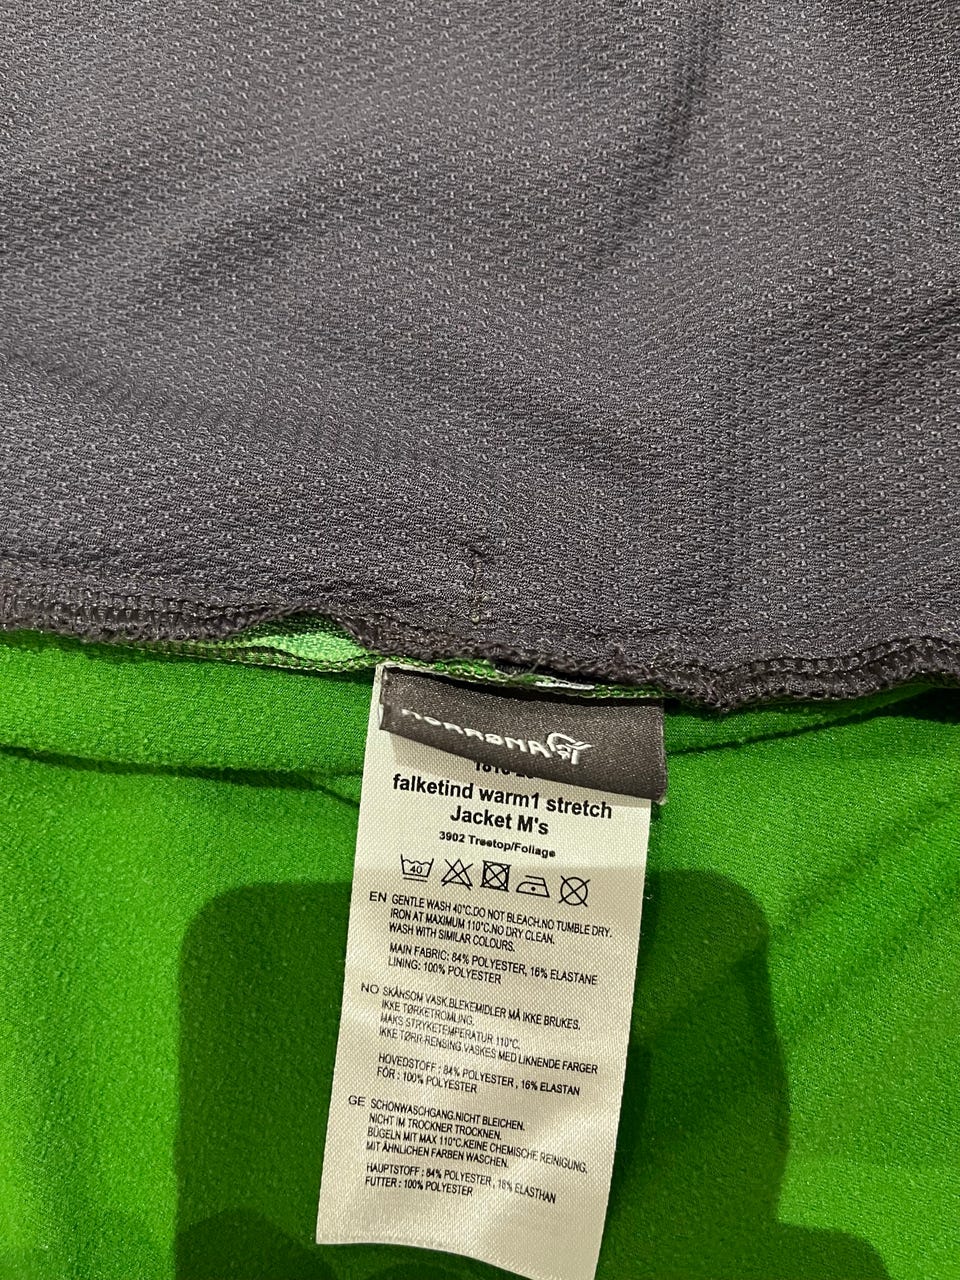 NORRØNA
falketind warm1 stretch
Jacket M's
3902 Treetop/Foliage
40
EN GENTLE WASH 40°C.DO NOT BLEACH.NO TUMBLE DRY.
IRON AT MAXIMUM 110°C.NO DRY CLEAN.
WASH WITH SIMILAR COLOURS.
MAIN FABRIC: 84% POLYESTER, 16% ELASTANE
LINING: 100% POLYESTER
NO SKÅNSOM VASK.BLEKEMIDLER MÅ IKKE BRUKES.
IKKE TØRKETROMLING.
MAKS STRYKETEMPERATUR 110°C.
IKKE TØRR-RENSING.VASKES MED LIKNENDE FARGER
HOVEDSTOFF : 84% POLYESTER , 16% ELASTAN
FÔR : 100% POLYESTER
GE SCHONWASCHGANG.NICHT BLEICHEN.
NICHT IM TROCKNER TROCKNEN.
BÜGELN MIT MAX 110°C.KEINE CHEMISCHE REINIGUNG.
MIT ÄHNLICHEN FARBEN WASCHEN.
HAUPTSTOFF : 84% POLYESTER , 16% ELASTHAN
FUTTER : 100% POLYESTER